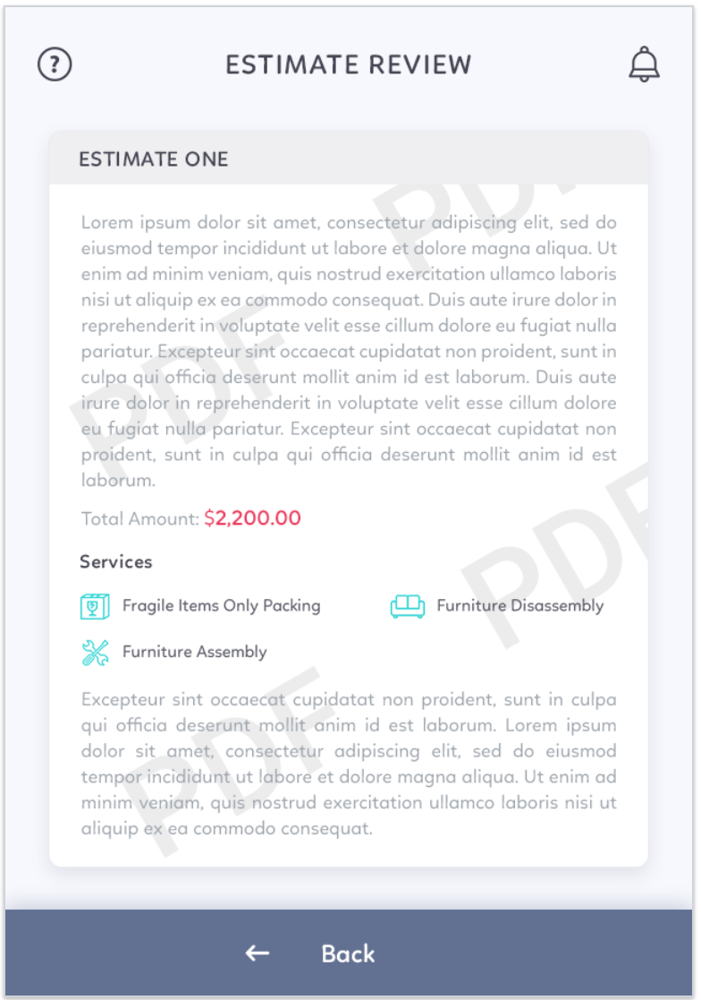 ?
ESTIMATE REVIEW
ESTIMATE ONE
Lorem ipsum dolor sit amet, consectetur adipiscing elit, sed do
eiusmod tempor incididunt ut labore et dolore magna aliqua. Ut
enim ad minim veniam, quis nostrud exercitation ullamco laboris
nisi ut aliquip ex ea commodo consequat. Duis aute irure dolor in
reprehenderit in voluptate velit esse cillum dolore eu fugiat nulla
pariatur. Excepteur sint occaecat cupidatat non proident, sunt in
culpa qui officia deserunt mollit anim id est laborum. Duis aute
irure dolor in reprehenderit in voluptate velit esse cillum dolore
eu fugiat nulla pariatur. Excepteur sint occaecat cupidatat non
proident, sunt in culpa qui officia deserunt mollit anim id est
laborum.
Total Amount: $2,200.00
Services
Fragile Items Only Packing
Furniture Disassembly
Furniture Assembly
Excepteur sint occaecat cupidatat non proident, sunt in culpa
qui officia deserunt mollit anim id est laborum. Lorem ipsum
dolor sit amet, consectetur adipiscing elit, sed do eiusmod
tempor incididunt ut labore et dolore magna aliqua. Ut enim ad
minim veniam, quis nostrud exercitation ullamco laboris nisi ut
aliquip ex ea commodo consequat.
PDF
PDF
PDF
PDF
← Back